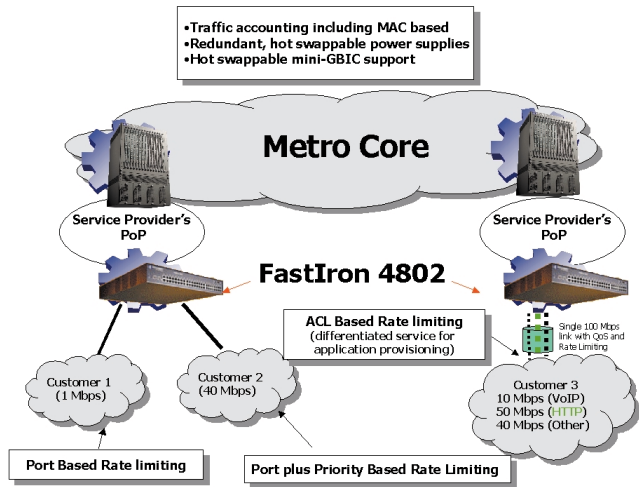 •Traffic accounting including MAC based
•Redundant, hot swappable power supplies
•Hot swappable mini-GBIC support
Metro Core
Service Provider's
PoP
Service Provider's
PoP
FastIron 4802
ACL Based Rate limiting
(differentiated service for
application provisioning)
Single 100 Mbps
link with QoS and
Rate Limiting
Customer 1
(1 Mbps)
Customer 2
(40 Mbps)
Customer 3
10 Mbps (VoIP)
50 Mbps (HTTP)
40 Mbps (Other)
Port Based Rate limiting
Port plus Priority Based Rate Limiting